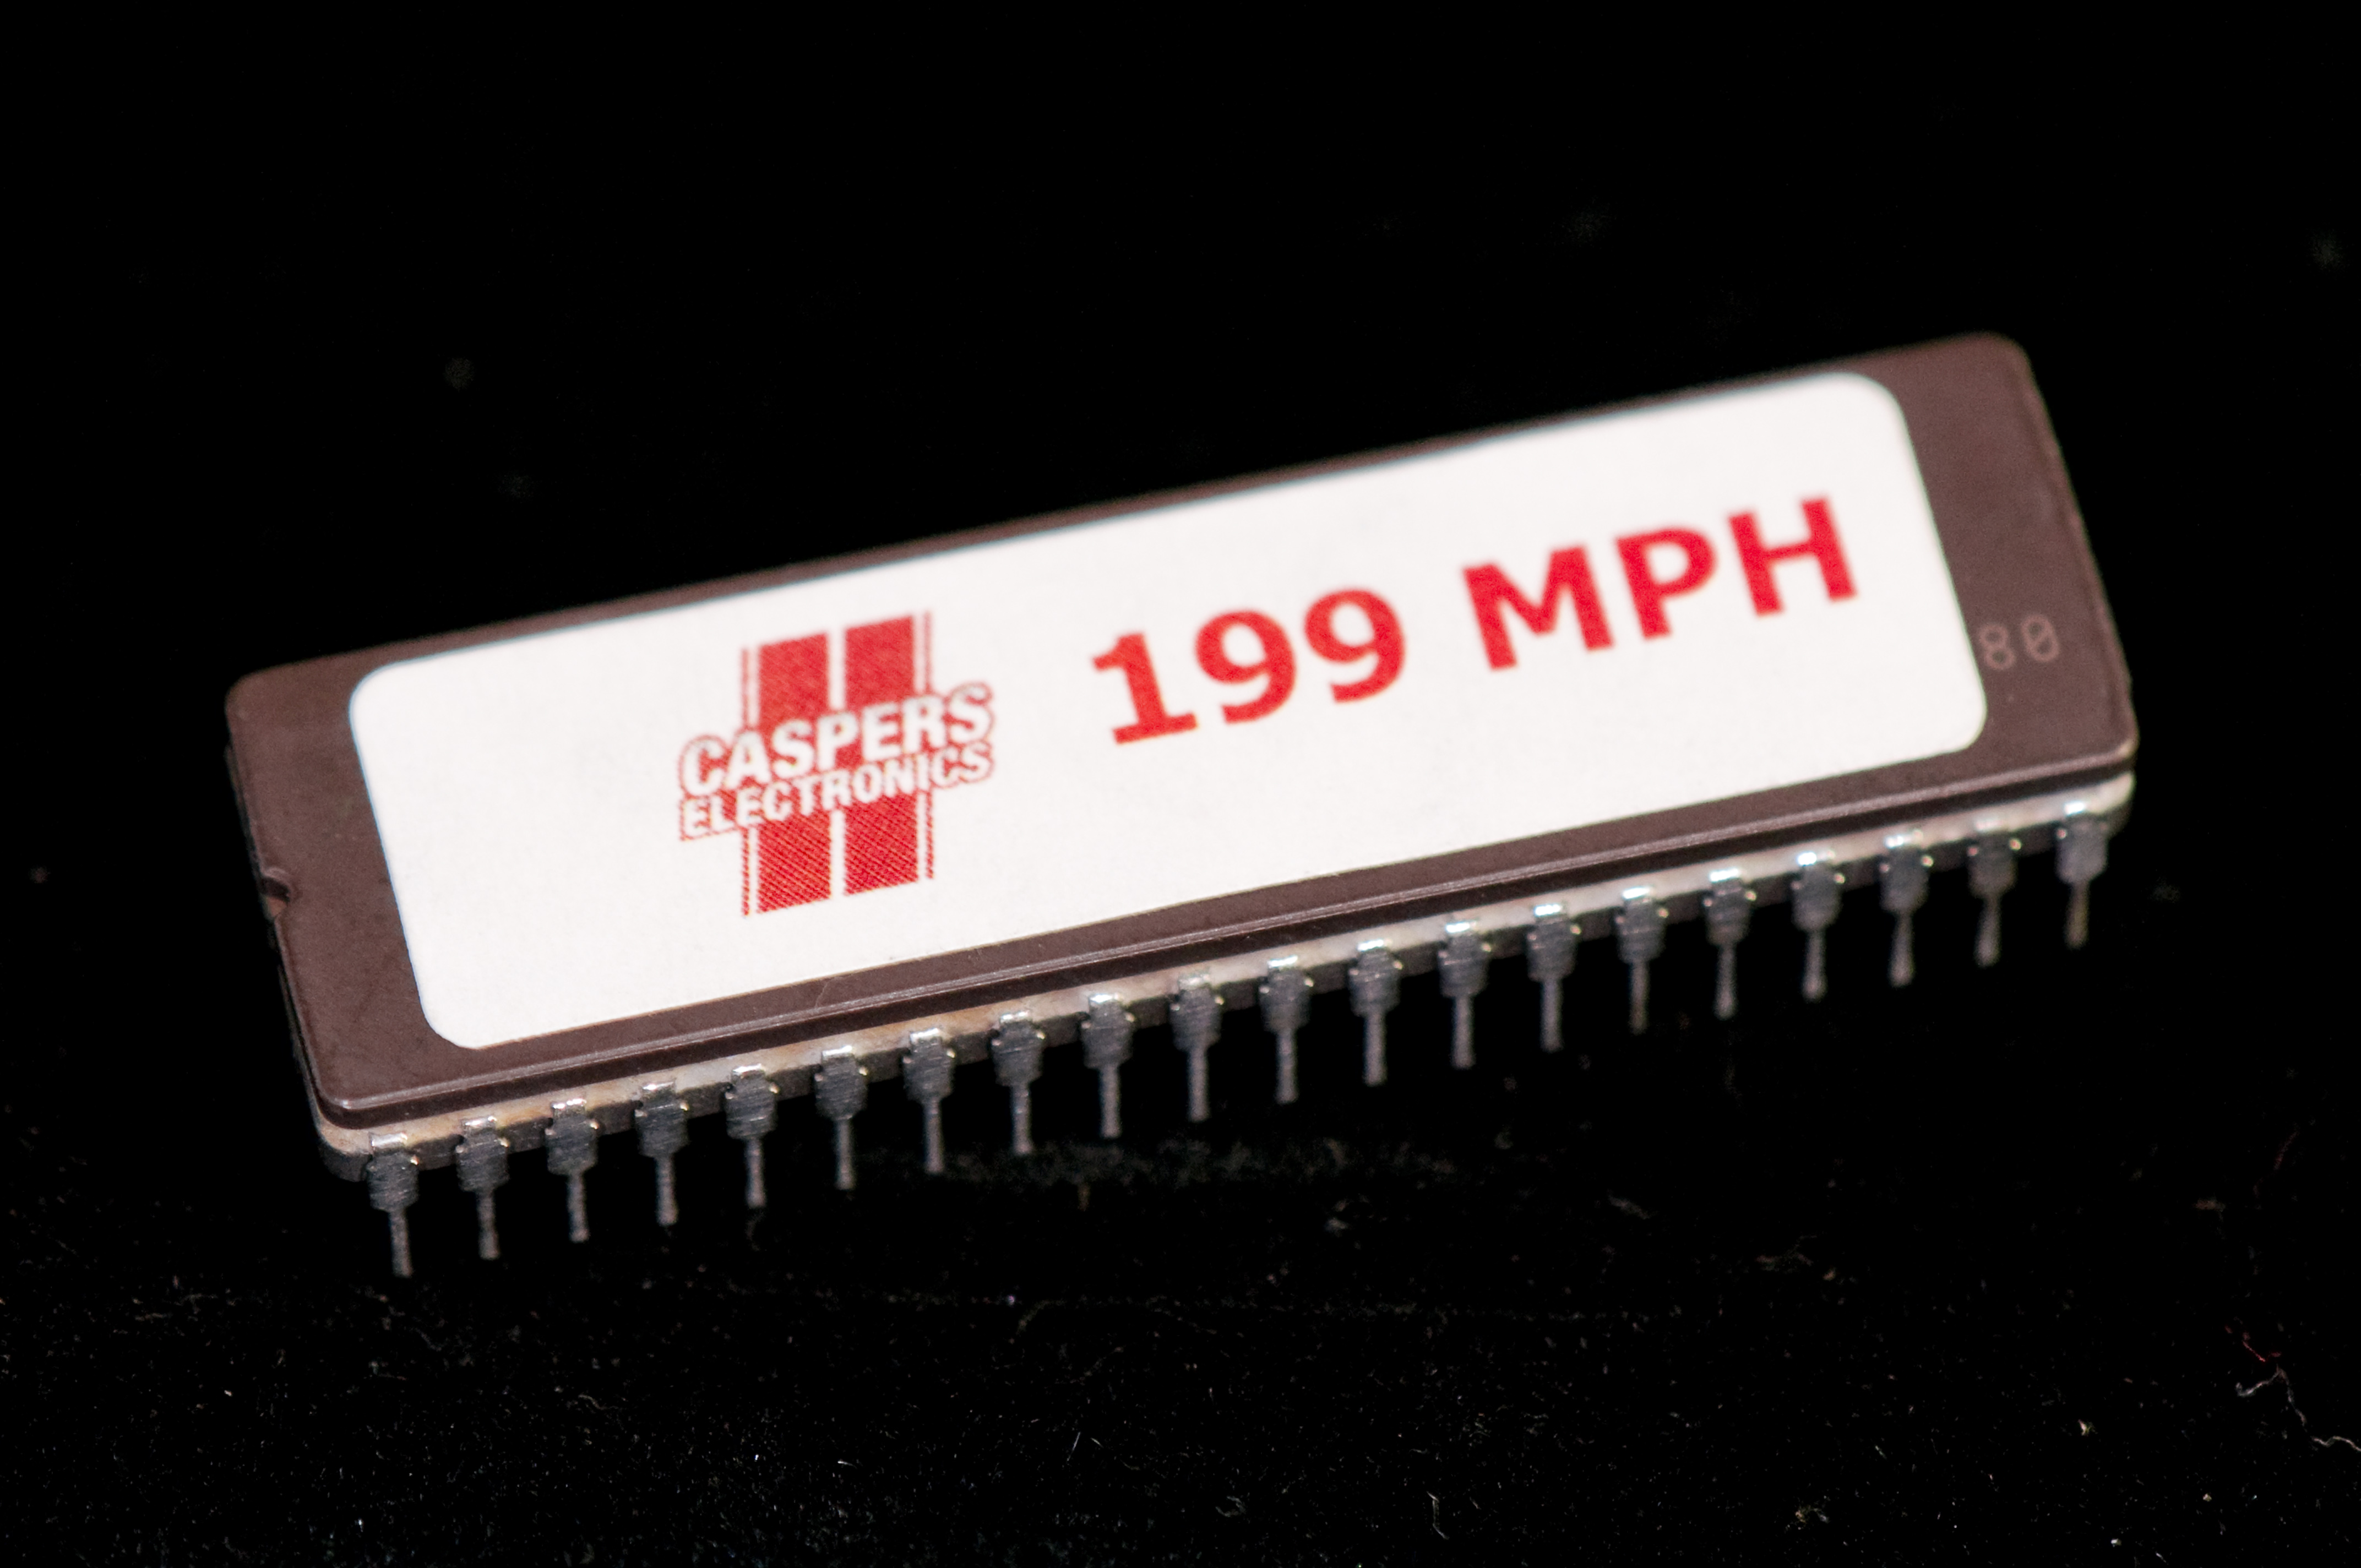 CASPERS
ELECTRONICS
199 MPH
80